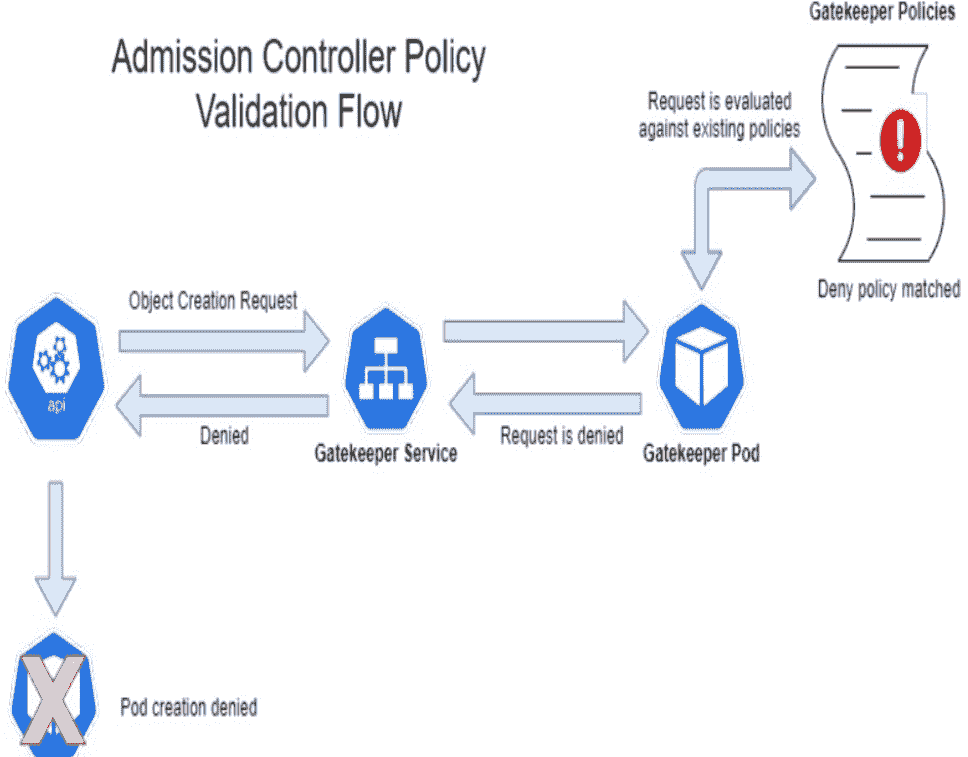 Gatekeeper Policies
Admission Controller Policy
Validation Flow
Request is evaluated
against existing policies
Deny policy matched
Object Creation Request
api
Denied
Request is denied
Gatekeeper Service
Gatekeeper Pod
Pod creation denied